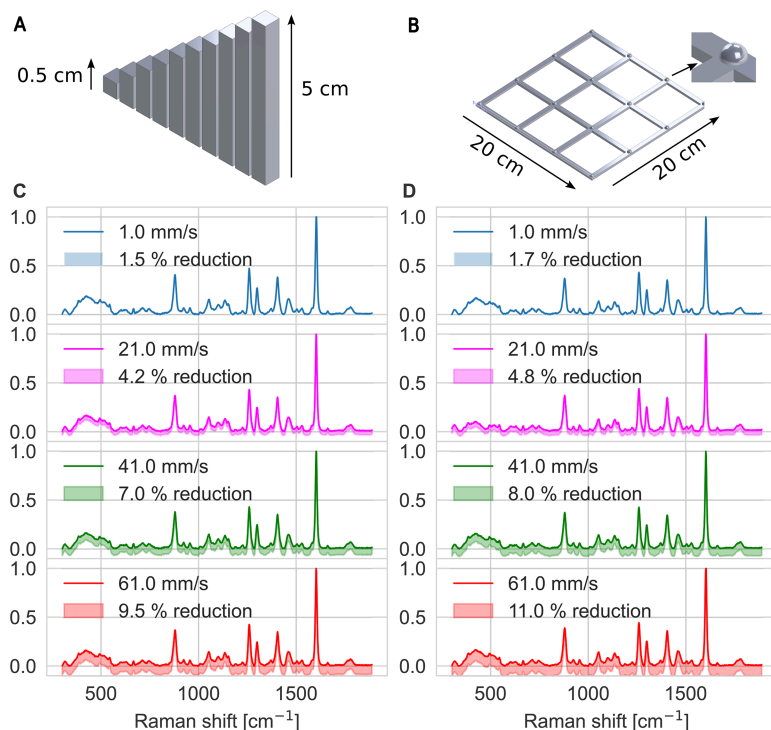 A
0.5 cm
5 cm
B
20 cm
20 cm
C
1.0
0.5
0.0
1.0 mm/s
1.5 % reduction
1.0
0.5
0.0
21.0 mm/s
4.2 % reduction
1.0
0.5
0.0
41.0 mm/s
7.0 % reduction
1.0
0.5
0.0
61.0 mm/s
9.5 % reduction
500
1000
1500
Raman shift [cm⁻¹]
D
1.0
0.5
0.0
1.0 mm/s
1.7 % reduction
1.0
0.5
0.0
21.0 mm/s
4.8 % reduction
1.0
0.5
0.0
41.0 mm/s
8.0 % reduction
1.0
0.5
0.0
61.0 mm/s
11.0 % reduction
500
1000
1500
Raman shift [cm⁻¹]